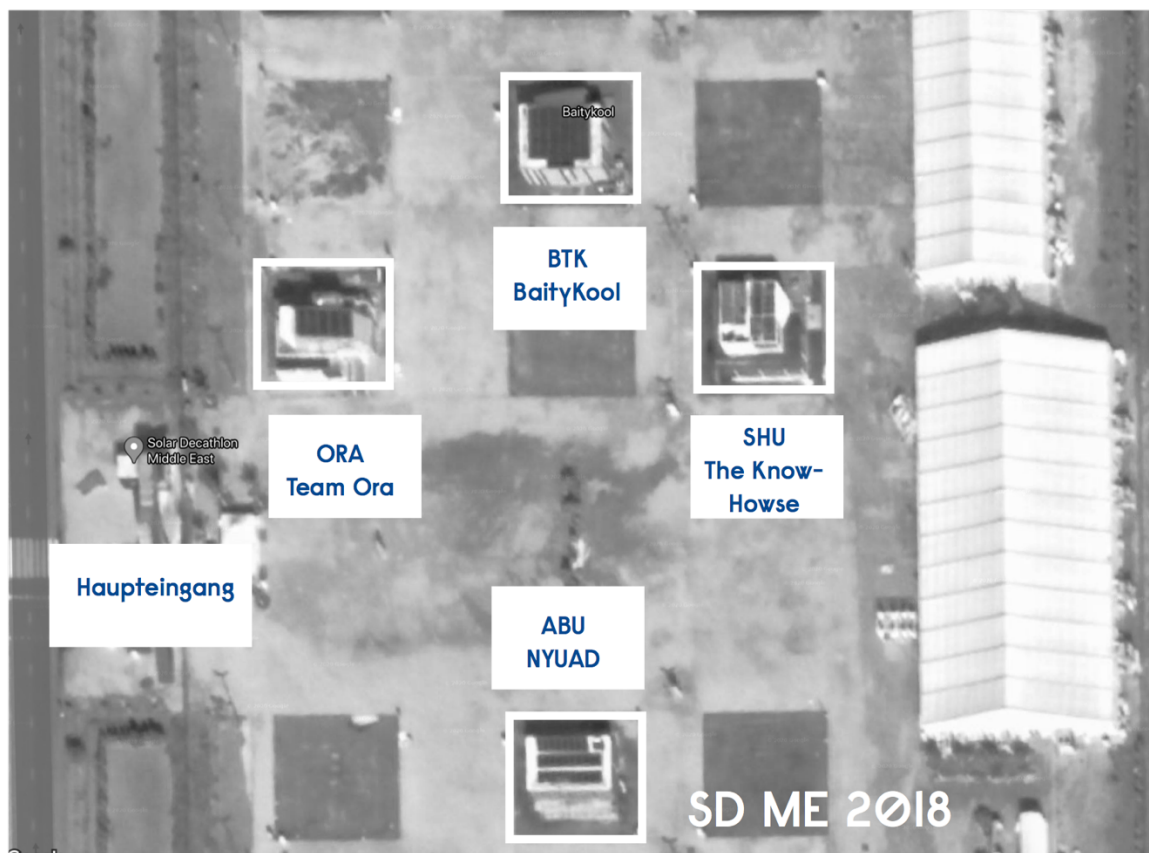 Baitykool
BTK
BaityKool
ORA
Team Ora
SHU
The Know-
Howse
Solar Decathlon
Middle East
Haupteingang
ABU
NYUAD
SD ME 2018